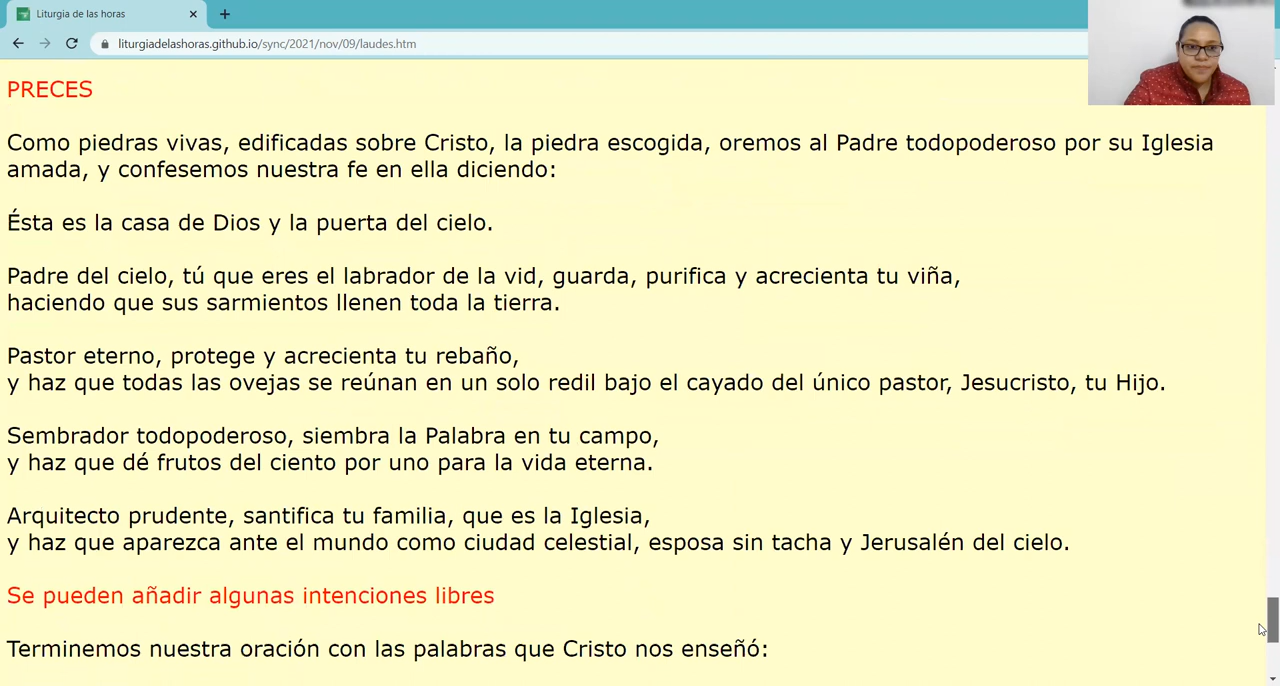 Liturgia de las horas
liturgiadelashoras.github.io/sync/2021/nov/09/laudes.htm
PRECES
Como piedras vivas, edificadas sobre Cristo, la piedra escogida, oremos al Padre todopoderoso por su Iglesia
amada, y confesemos nuestra fe en ella diciendo:
Ésta es la casa de Dios y la puerta del cielo.
Padre del cielo, tú que eres el labrador de la vid, guarda, purifica y acrecienta tu viña,
haciendo que sus sarmientos llenen toda la tierra.
Pastor eterno, protege y acrecienta tu rebaño,
y haz que todas las ovejas se reúnan en un solo redil bajo el cayado del único pastor, Jesucristo, tu Hijo.
Sembrador todopoderoso, siembra la Palabra en tu campo,
y haz que dé frutos del ciento por uno para la vida eterna.
Arquitecto prudente, santifica tu familia, que es la Iglesia,
y haz que aparezca ante el mundo como ciudad celestial, esposa sin tacha y Jerusalén del cielo.
Se pueden añadir algunas intenciones libres
Terminemos nuestra oración con las palabras que Cristo nos enseñó: